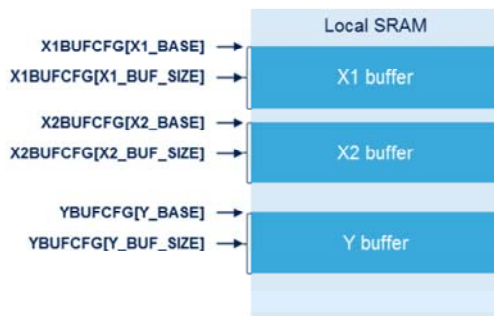 Local SRAM
X1BUFCFG[X1_BASE]
X1BUFCFG[X1_BUF_SIZE]
X1 buffer
X2BUFCFG[X2_BASE]
X2BUFCFG[X2_BUF_SIZE]
X2 buffer
YBUFCFG[Y_BASE]
YBUFCFG[Y_BUF_SIZE]
Y buffer